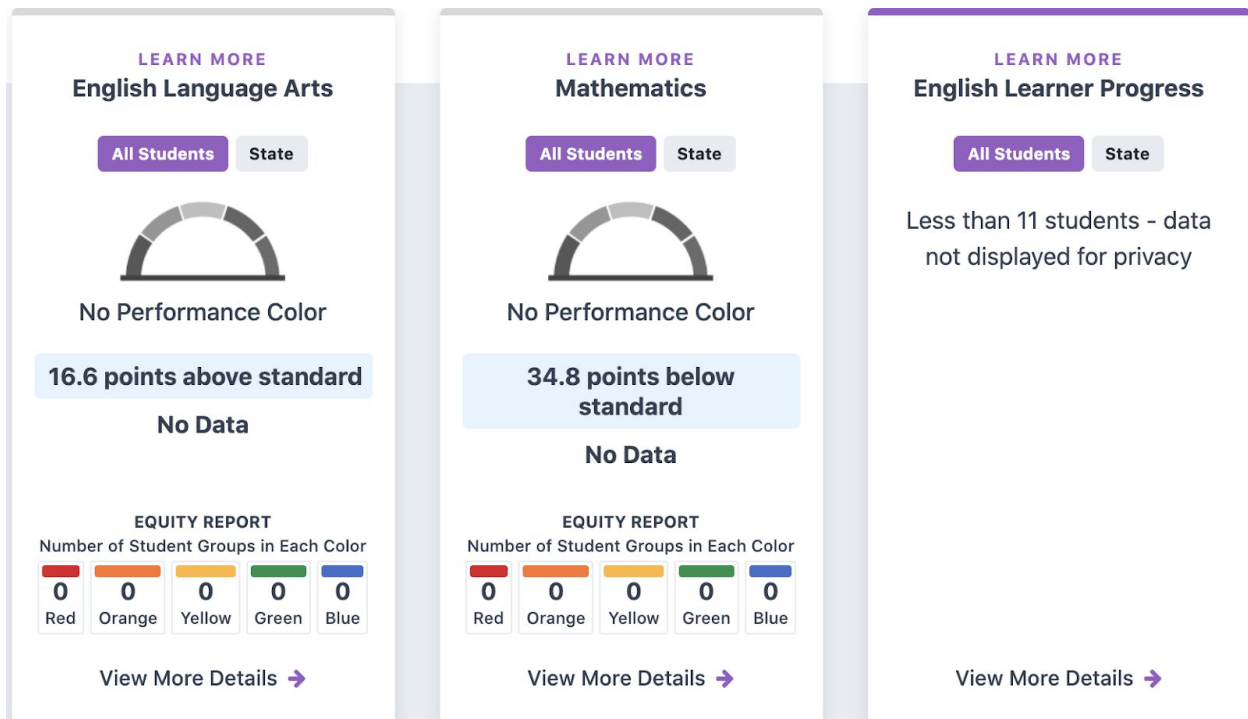 LEARN MORE
English Language Arts
All Students State
No Performance Color
16.6 points above standard
No Data
EQUITY REPORT
Number of Student Groups in Each Color
0 0 0 0 0
Red Orange Yellow Green Blue
View More Details
LEARN MORE
Mathematics
All Students State
No Performance Color
34.8 points below
standard
No Data
EQUITY REPORT
Number of Student Groups in Each Color
0 0 0 0 0
Red Orange Yellow Green Blue
View More Details
LEARN MORE
English Learner Progress
All Students State
Less than 11 students - data
not displayed for privacy
View More Details